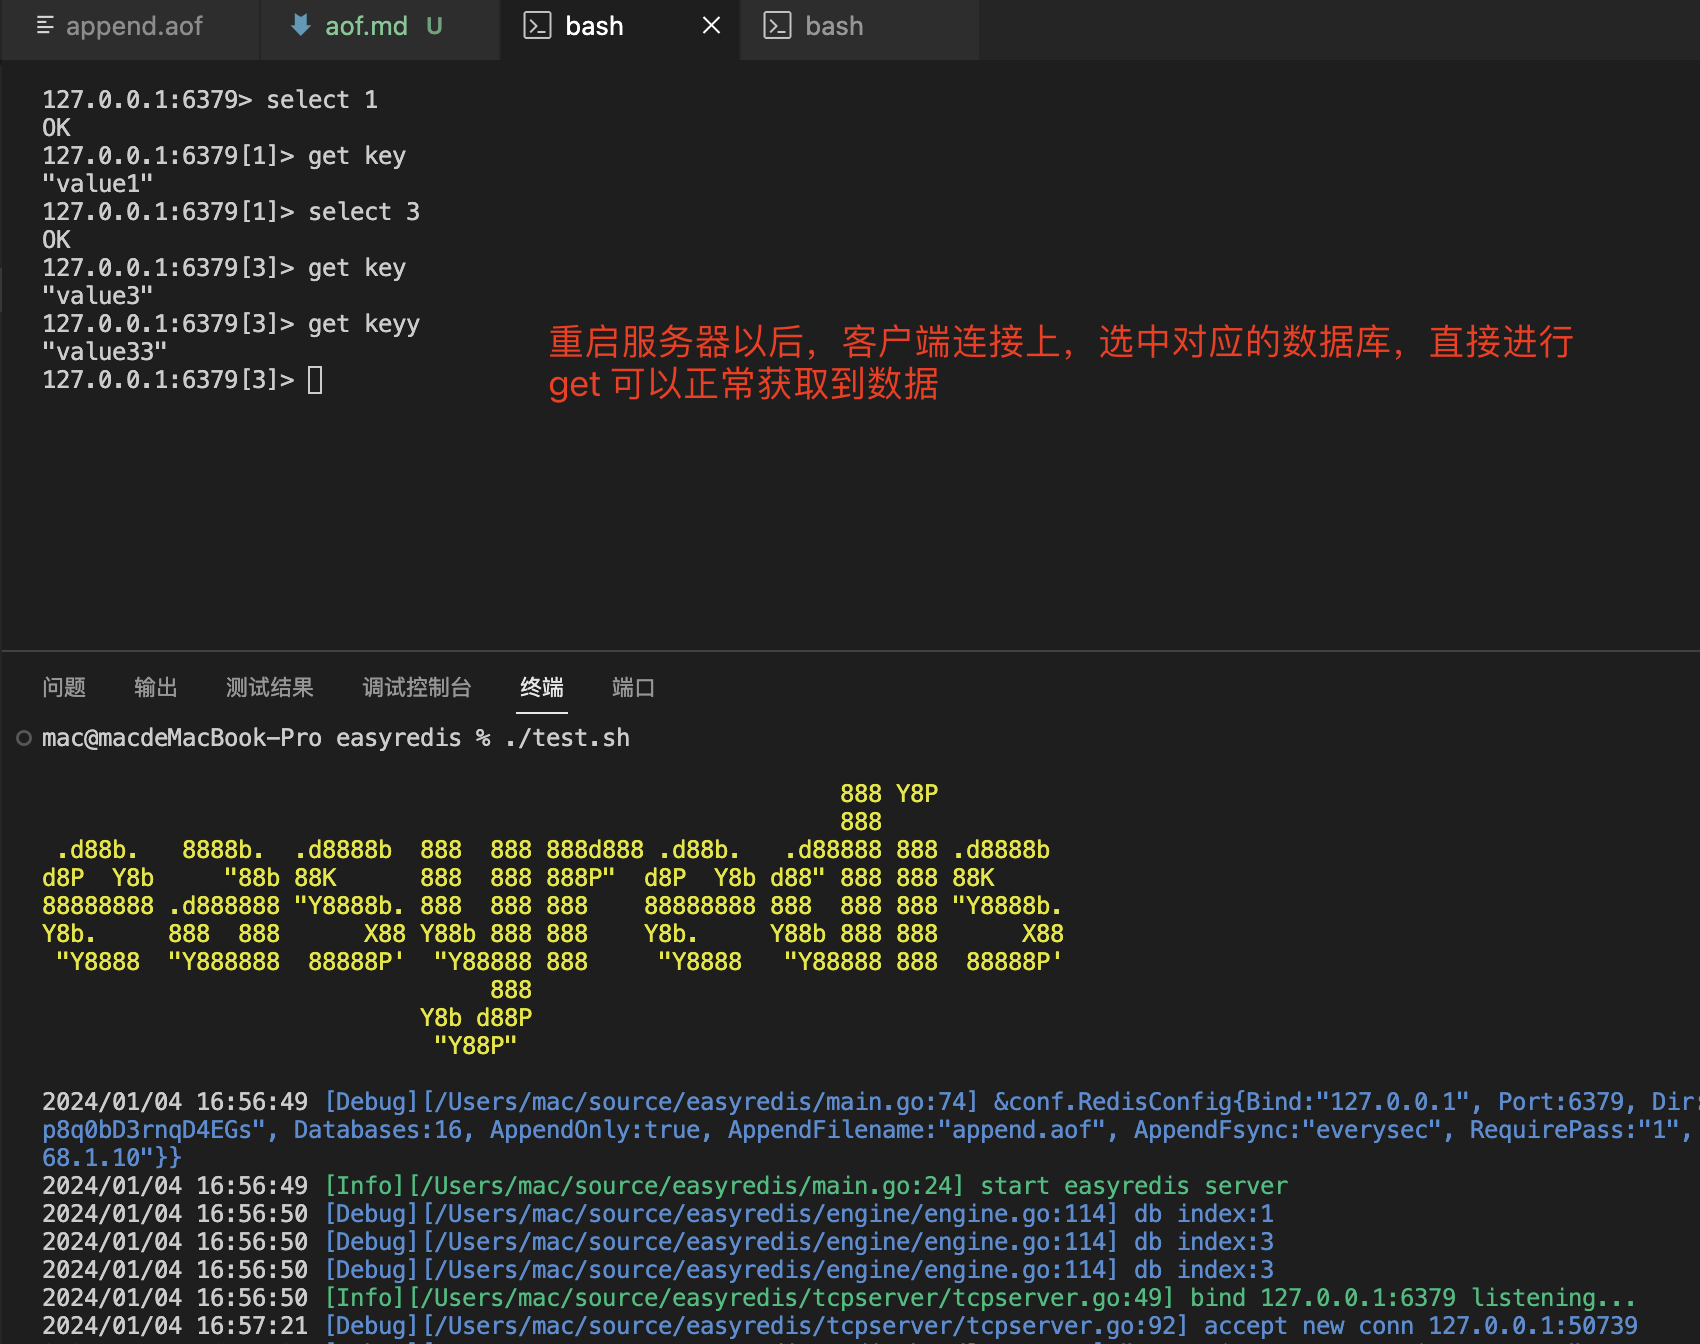 append.aof aof.md U bash bash
127.0.0.1:6379> select 1
OK
127.0.0.1:6379[1]> get key
"value1"
127.0.0.1:6379[1]> select 3
OK
127.0.0.1:6379[3]> get key
"value3"
127.0.0.1:6379[3]> get keyy
"value33"
127.0.0.1:6379[3]>
重启服务器以后，客户端连接上，选中对应的数据库，直接进行
get 可以正常获取到数据
问题 输出 测试结果 调试控制台 终端 端口
mac@macdeMacBook-Pro easyredis % ./test.sh
                                                         888 Y8P
                                                         888
 .d88b.   8888b.  .d8888b  888  888 888d888 .d88b.   .d88888 888 .d8888b
d8P  Y8b     "88b 88K      888  888 888P"  d8P  Y8b d88" 888 888 88K
88888888 .d888888 "Y8888b. 888  888 888    88888888 888  888 888 "Y8888b.
Y8b.     888  888      X88 Y88b 888 888    Y8b.     Y88b 888 888      X88
 "Y8888  "Y888888  88888P'  "Y88888 888     "Y8888   "Y88888 888  88888P'
                                888
                           Y8b d88P
                            "Y88P"
2024/01/04 16:56:49 [Debug][/Users/mac/source/easyredis/main.go:74] &conf.RedisConfig{Bind:"127.0.0.1", Port:6379, Dir:
p8q0bD3rnqD4EGs", Databases:16, AppendOnly:true, AppendFilename:"append.aof", AppendFsync:"everysec", RequirePass:"1",
68.1.10"}}
2024/01/04 16:56:49 [Info][/Users/mac/source/easyredis/main.go:24] start easyredis server
2024/01/04 16:56:50 [Debug][/Users/mac/source/easyredis/engine/engine.go:114] db index:1
2024/01/04 16:56:50 [Debug][/Users/mac/source/easyredis/engine/engine.go:114] db index:3
2024/01/04 16:56:50 [Debug][/Users/mac/source/easyredis/engine/engine.go:114] db index:3
2024/01/04 16:56:50 [Info][/Users/mac/source/easyredis/tcpserver/tcpserver.go:49] bind 127.0.0.1:6379 listening...
2024/01/04 16:57:21 [Debug][/Users/mac/source/easyredis/tcpserver/tcpserver.go:92] accept new conn 127.0.0.1:50739